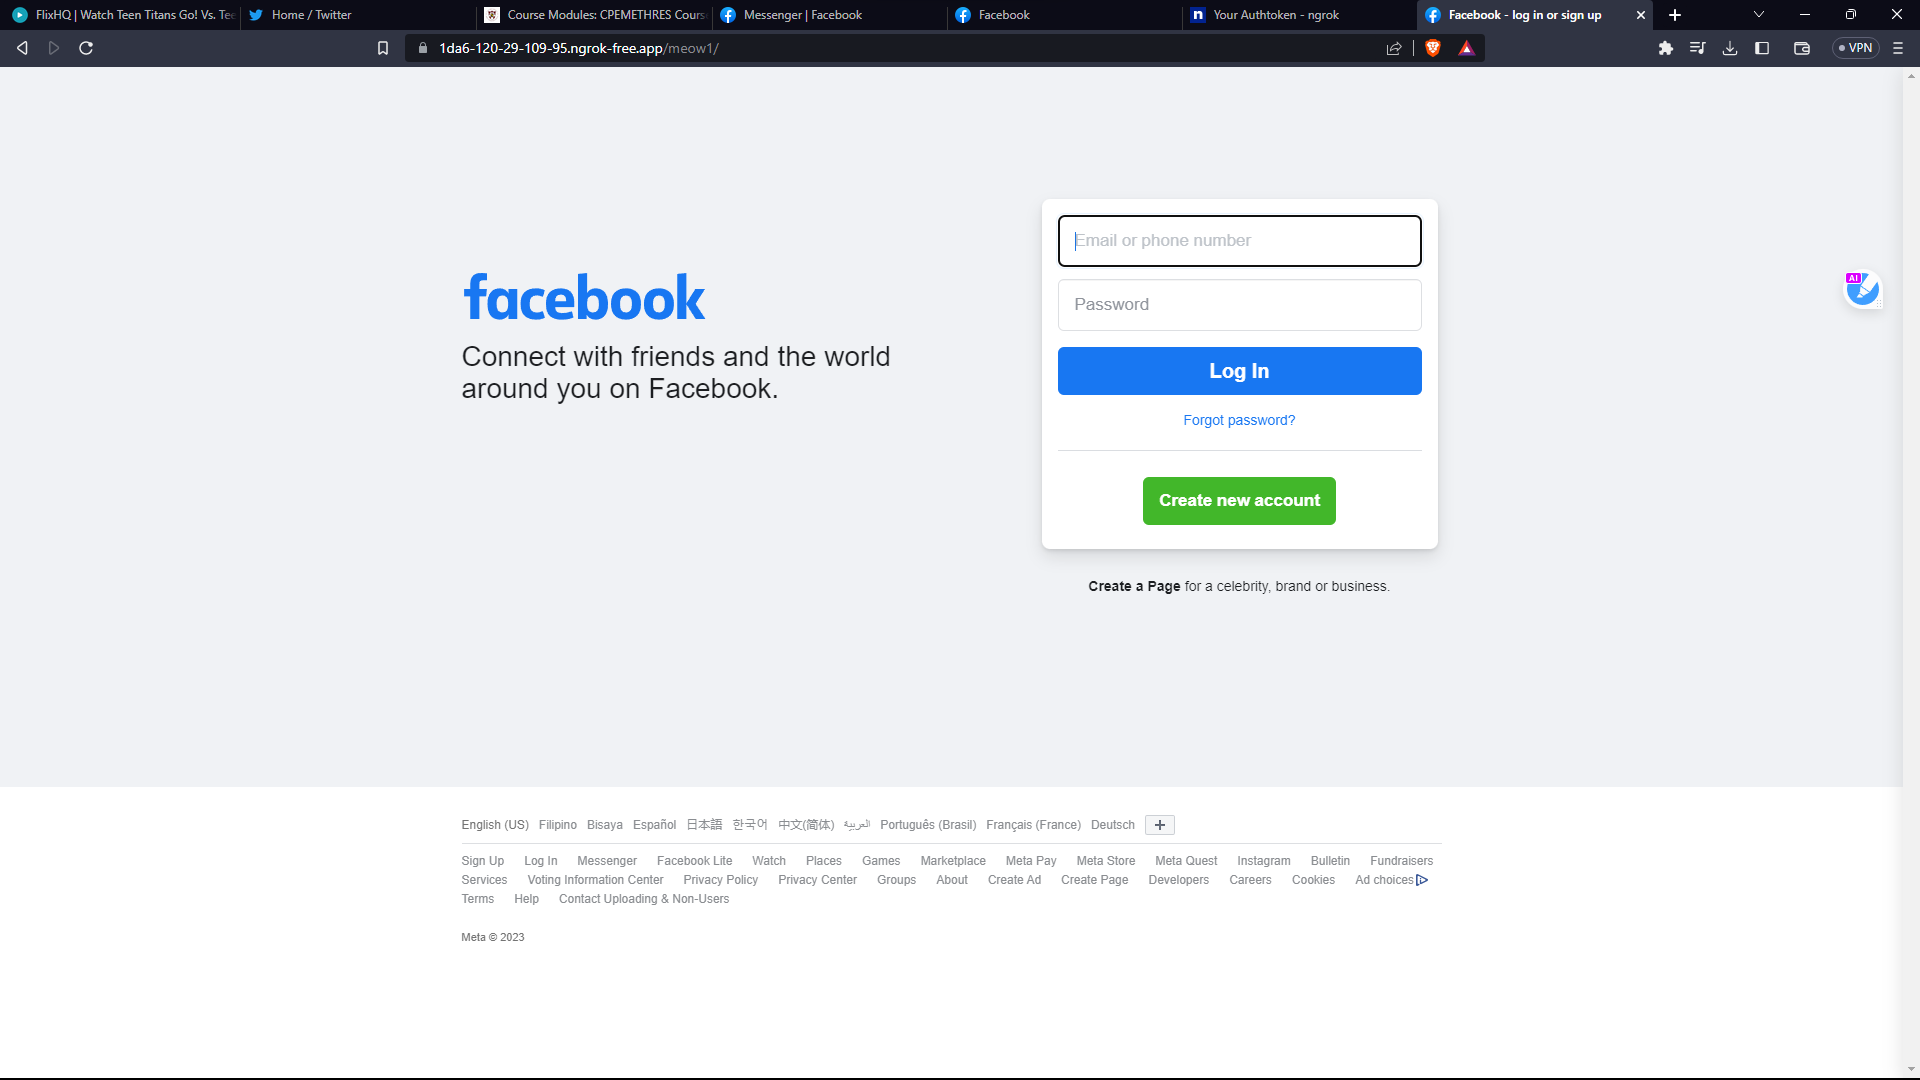 FlixHQ | Watch Teen Titans Go! Vs. Tee
Home / Twitter
Course Modules: CPEMETHRES Cours
Messenger | Facebook
Facebook
Your Authtoken - ngrok
Facebook - log in or sign up
1da6-120-29-109-95.ngrok-free.app/meow1/
VPN
AI
facebook
Connect with friends and the world
around you on Facebook.
Email or phone number
Password
Log In
Forgot password?
Create new account
Create a Page for a celebrity, brand or business.
English (US) Filipino Bisaya Español 日本語 한국어 中文(简体) العربية Português (Brasil) Français (France) Deutsch +
Sign Up Log In Messenger Facebook Lite Watch Places Games Marketplace Meta Pay Meta Store Meta Quest Instagram Bulletin Fundraisers
Services Voting Information Center Privacy Policy Privacy Center Groups About Create Ad Create Page Developers Careers Cookies Ad choices
Terms Help Contact Uploading & Non-Users
Meta © 2023